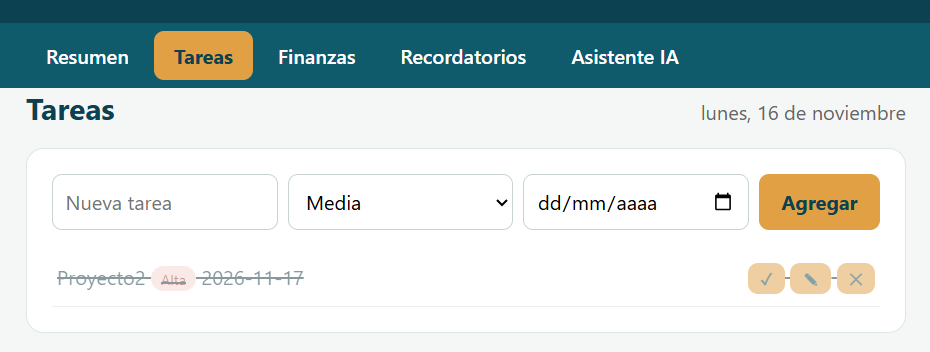 Resumen Tareas Finanzas Recordatorios Asistente IA
Tareas lunes, 16 de noviembre
Nueva tarea Media dd/mm/aaaa Agregar
Proyecto2 Alta 2026-11-17